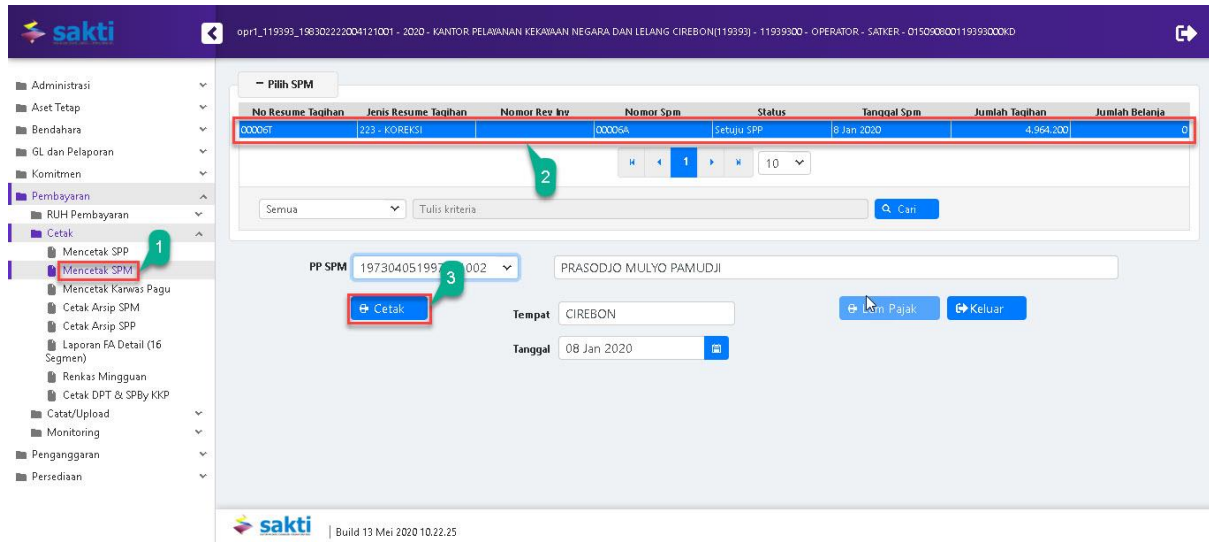 sakti
opr1_119393_198302222004121001 - 2020 - KANTOR PELAYANAN KEKAYAAN NEGARA DAN LELANG CIREBON(119393) - 11939300 - OPERATOR - SATKER - 015090800119393000KD
Administrasi
Aset Tetap
Bendahara
GL dan Pelaporan
Komitmen
Pembayaran
RUH Pembayaran
Cetak
Mencetak SPP
1
Mencetak SPM
Mencetak Karwas Pagu
Cetak Arsip SPM
Cetak Arsip SPP
Laporan FA Detail (16
Segmen)
Renkas Mingguan
Cetak DPT & SPBy KKP
Catat/Upload
Monitoring
Penganggaran
Persediaan
Pilih SPM
No Resume Tagihan Jenis Resume Tagihan Nomor Rev Inv Nomor Spm Status Tanggal Spm Jumlah Tagihan Jumlah Belanja
00006T 223 - KOREKSI 00006A Setuju SPP 8 Jan 2020 4.964.200 0
2
1 10
Semua Tulis kriteria Cari
PP SPM 197304051997 002 PRASODJO MULYO PAMUDJI
3
Cetak Tempat CIREBON Pajak Keluar
Tanggal 08 Jan 2020
sakti | Build 13 Mei 2020 10.22.25